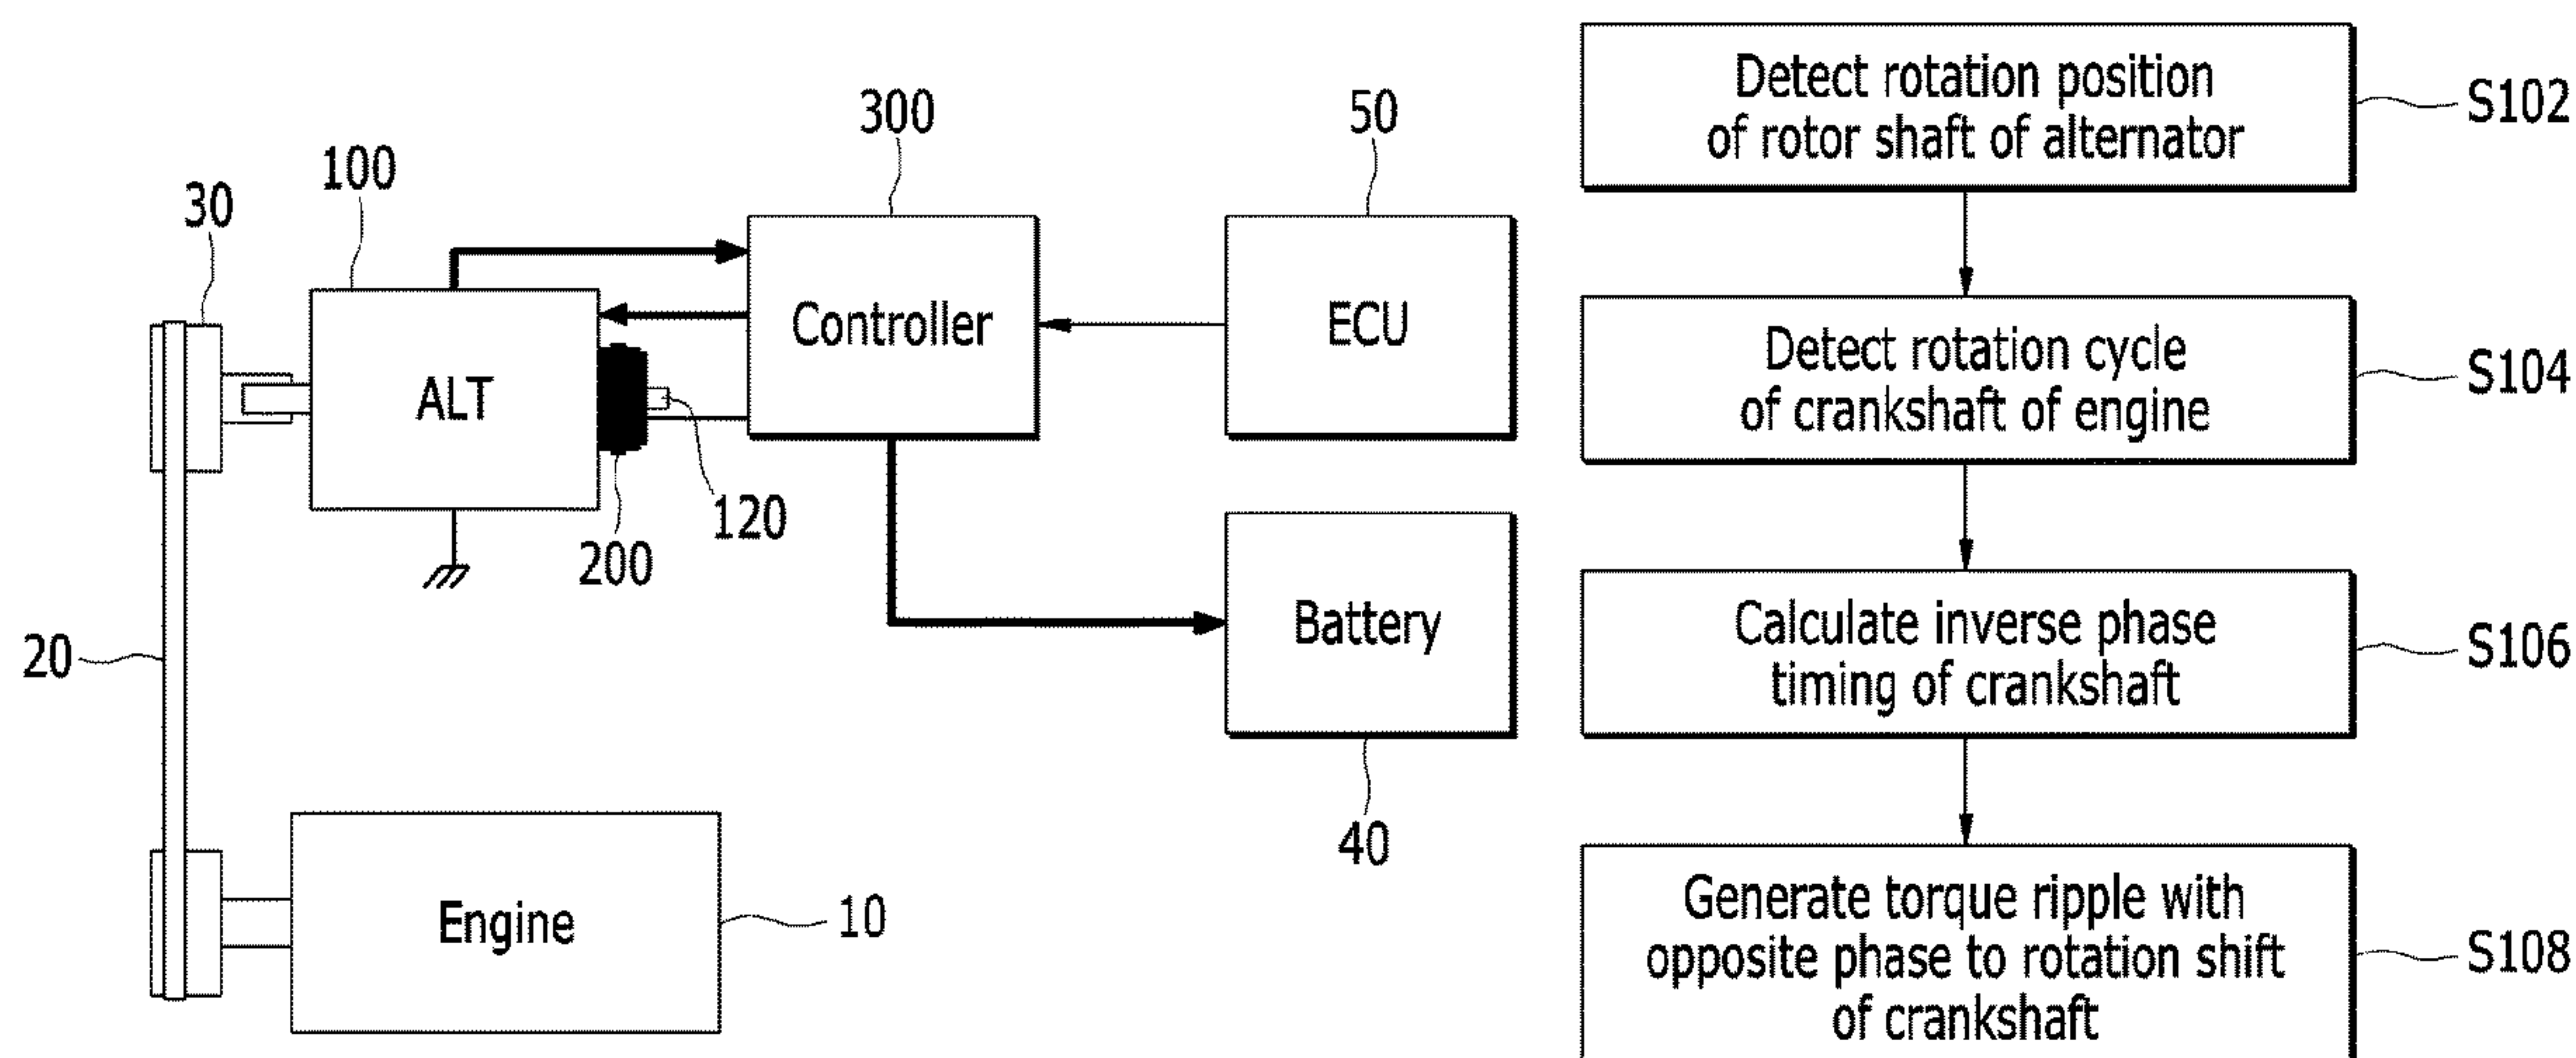 300
50
100
30
Controller
ECU
ALT
120
200
20
Battery
40
Engine
10
Detect rotation position
of rotor shaft of alternator
S102
Detect rotation cycle
of crankshaft of engine
S104
Calculate inverse phase
timing of crankshaft
S106
Generate torque ripple with
opposite phase to rotation shift
of crankshaft
S108